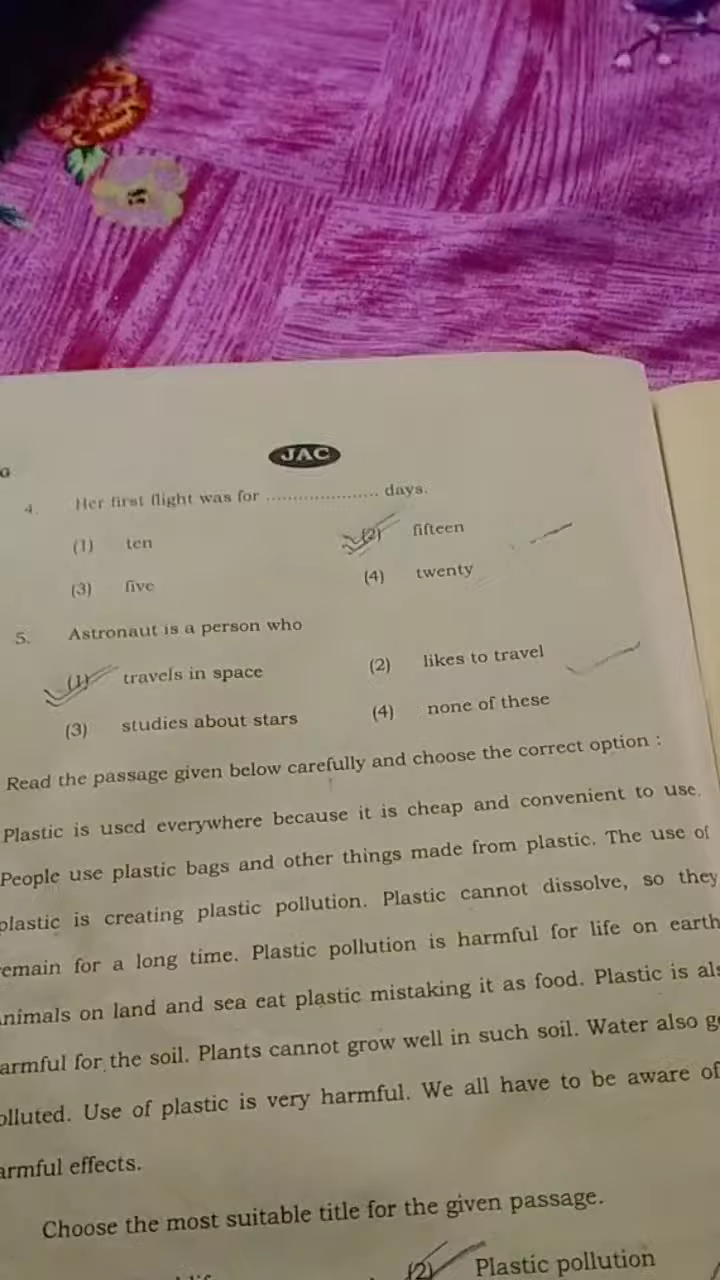 G
JAC
4. Her first flight was for .................... days.
(1) ten (2) fifteen
(3) five (4) twenty
5. Astronaut is a person who
(1) travels in space (2) likes to travel
(3) studies about stars (4) none of these
Read the passage given below carefully and choose the correct option :
Plastic is used everywhere because it is cheap and convenient to use.
People use plastic bags and other things made from plastic. The use of
plastic is creating plastic pollution. Plastic cannot dissolve, so they
emain for a long time. Plastic pollution is harmful for life on earth
nimals on land and sea eat plastic mistaking it as food. Plastic is als
armful for the soil. Plants cannot grow well in such soil. Water also g
olluted. Use of plastic is very harmful. We all have to be aware of
armful effects.
Choose the most suitable title for the given passage.
(2) Plastic pollution